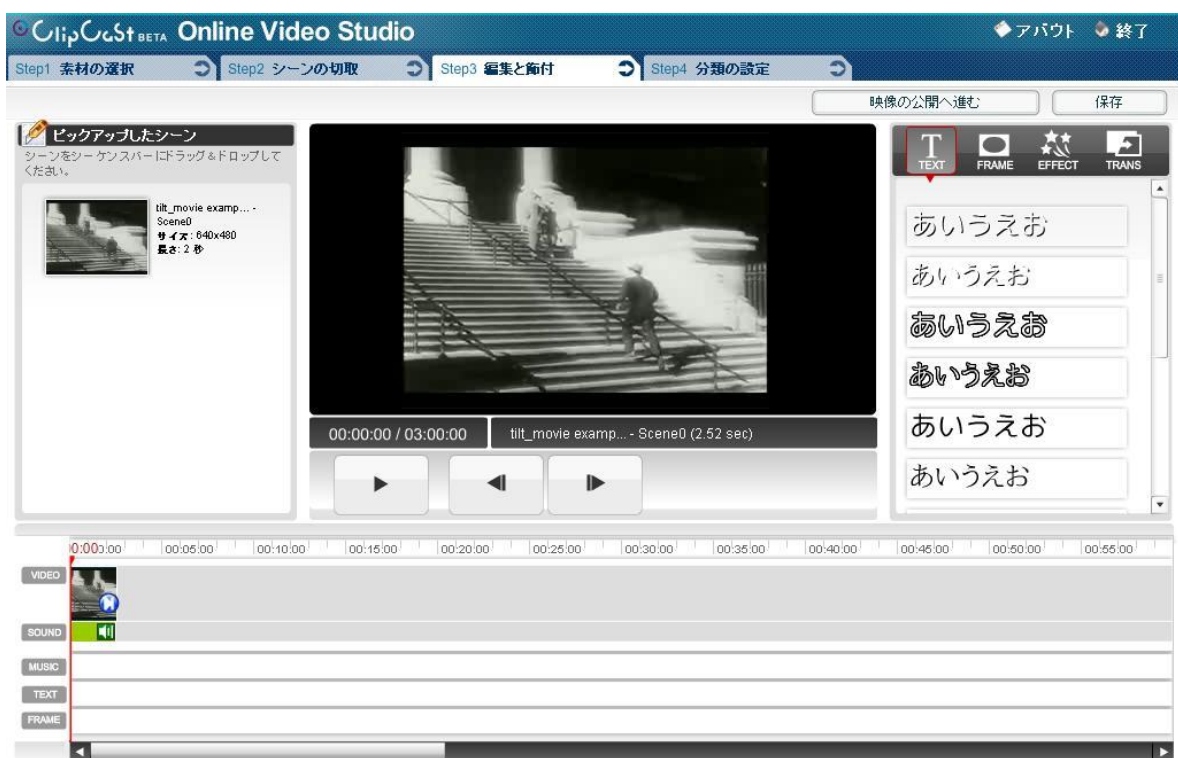 ClipCast BETA Online Video Studio
アバウト 終了
Step1 素材の選択 Step2 シーンの切取 Step3 編集と飾付 Step4 分類の設定
映像の公開へ進む 保存
ピックアップしたシーン
シーンをシーケンスバーにドラッグ&ドロップして
ください。
tilt_movie examp... -
Scene0
サイズ: 640x480
長さ: 2 秒
00:00:00 / 03:00:00 tilt_movie examp... - Scene0 (2.52 sec)
TEXT FRAME EFFECT TRANS
あいうえお
あいうえお
あいうえお
あいうえお
あいうえお
あいうえお
00:05:00 00:10:00 00:15:00 00:20:00 00:25:00 00:30:00 00:35:00 00:40:00 00:45:00 00:50:00 00:55:00
VIDEO
SOUND
MUSIC
TEXT
FRAME